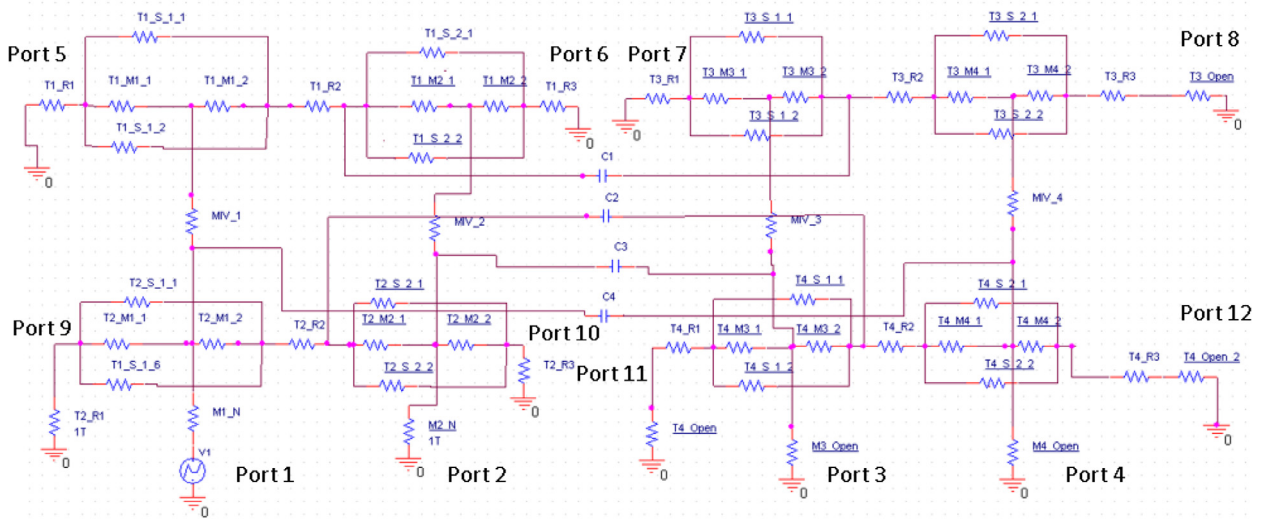 T1_S_1_1
T3_S_1_1
T3_S_2_1
Port 5
T1_S_2_1
Port 6
Port 7
Port 8
T1_R1
T1_M1_1
T1_M1_2
T1_R2
T1_M2_1
T1_M2_2
T1_R3
T3_R1
T3_M3_1
T3_M3_2
T3_R2
T3_M4_1
T3_M4_2
T3_R3
T3_Open
T1_S_1_2
T1_S_2_2
T3_S_1_2
T3_S_2_2
0
0
0
0
C1
MIV_1
MIV_2
C2
MIV_3
MIV_4
C3
T2_S_1_1
T2_S_2_1
C4
T4_S_1_1
T4_S_2_1
Port 9
T2_M1_1
T2_M1_2
T2_R2
T2_M2_1
T2_M2_2
Port 10
T4_R1
T4_M3_1
T4_M3_2
T4_R2
T4_M4_1
T4_M4_2
Port 12
T1_S_1_6
T2_S_2_2
T2_R3
Port 11
T4_S_1_2
T4_S_2_2
T4_R3
T4_Open_2
T2_R1
1T
M1_N
M2_N
1T
0
T4_Open
M3_Open
M4_Open
0
0
V1
0
0
Port 1
Port 2
Port 3
Port 4
0
0
0